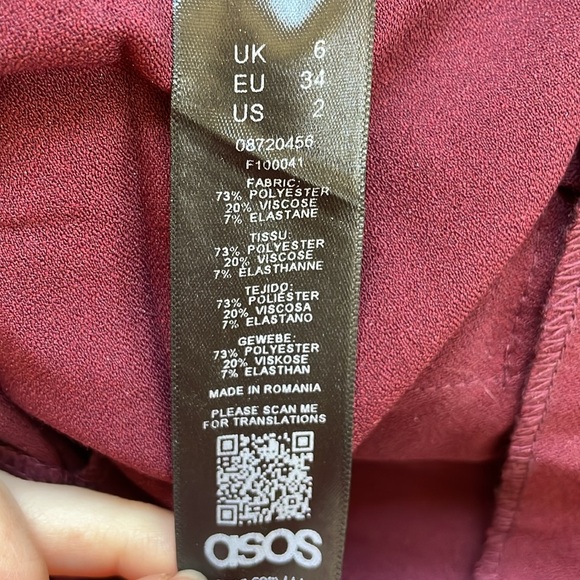 UK 6
EU 34
US 2
08720456
F100041
FABRIC:
73% POLYESTER
20% VISCOSE
7% ELASTANE
TISSU:
73% POLYESTER
20% VISCOSE
7% ELASTHANNE
TEJIDO:
73% POLIÉSTER
20% VISCOSA
7% ELASTANO
GEWEBE:
73% POLYESTER
20% VISKOSE
7% ELASTHAN
MADE IN ROMANIA
PLEASE SCAN ME
FOR TRANSLATIONS
asos